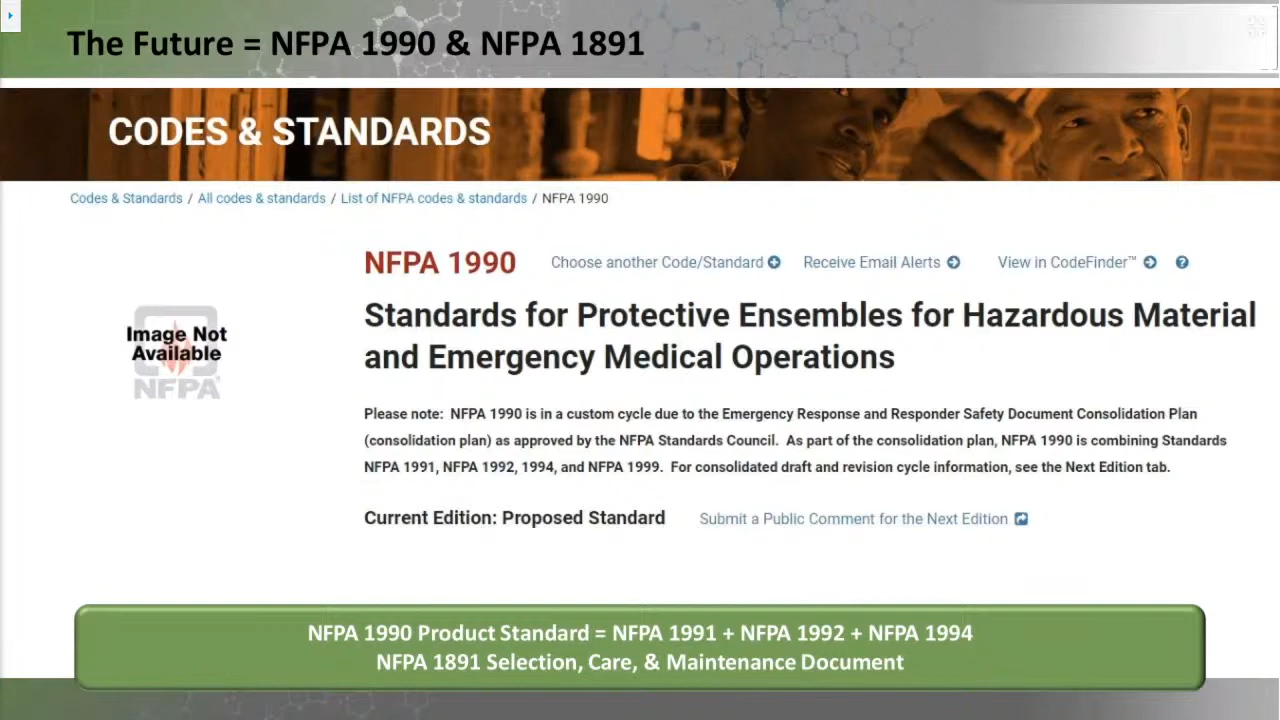 The Future = NFPA 1990 & NFPA 1891
CODES & STANDARDS
Codes & Standards / All codes & standards / List of NFPA codes & standards / NFPA 1990
NFPA 1990 Choose another Code/Standard Receive Email Alerts View in CodeFinder™ ?
Standards for Protective Ensembles for Hazardous Material
and Emergency Medical Operations
Image Not
Available
NFPA
Please note: NFPA 1990 is in a custom cycle due to the Emergency Response and Responder Safety Document Consolidation Plan
(consolidation plan) as approved by the NFPA Standards Council. As part of the consolidation plan, NFPA 1990 is combining Standards
NFPA 1991, NFPA 1992, 1994, and NFPA 1999. For consolidated draft and revision cycle information, see the Next Edition tab.
Current Edition: Proposed Standard Submit a Public Comment for the Next Edition
NFPA 1990 Product Standard = NFPA 1991 + NFPA 1992 + NFPA 1994
NFPA 1891 Selection, Care, & Maintenance Document